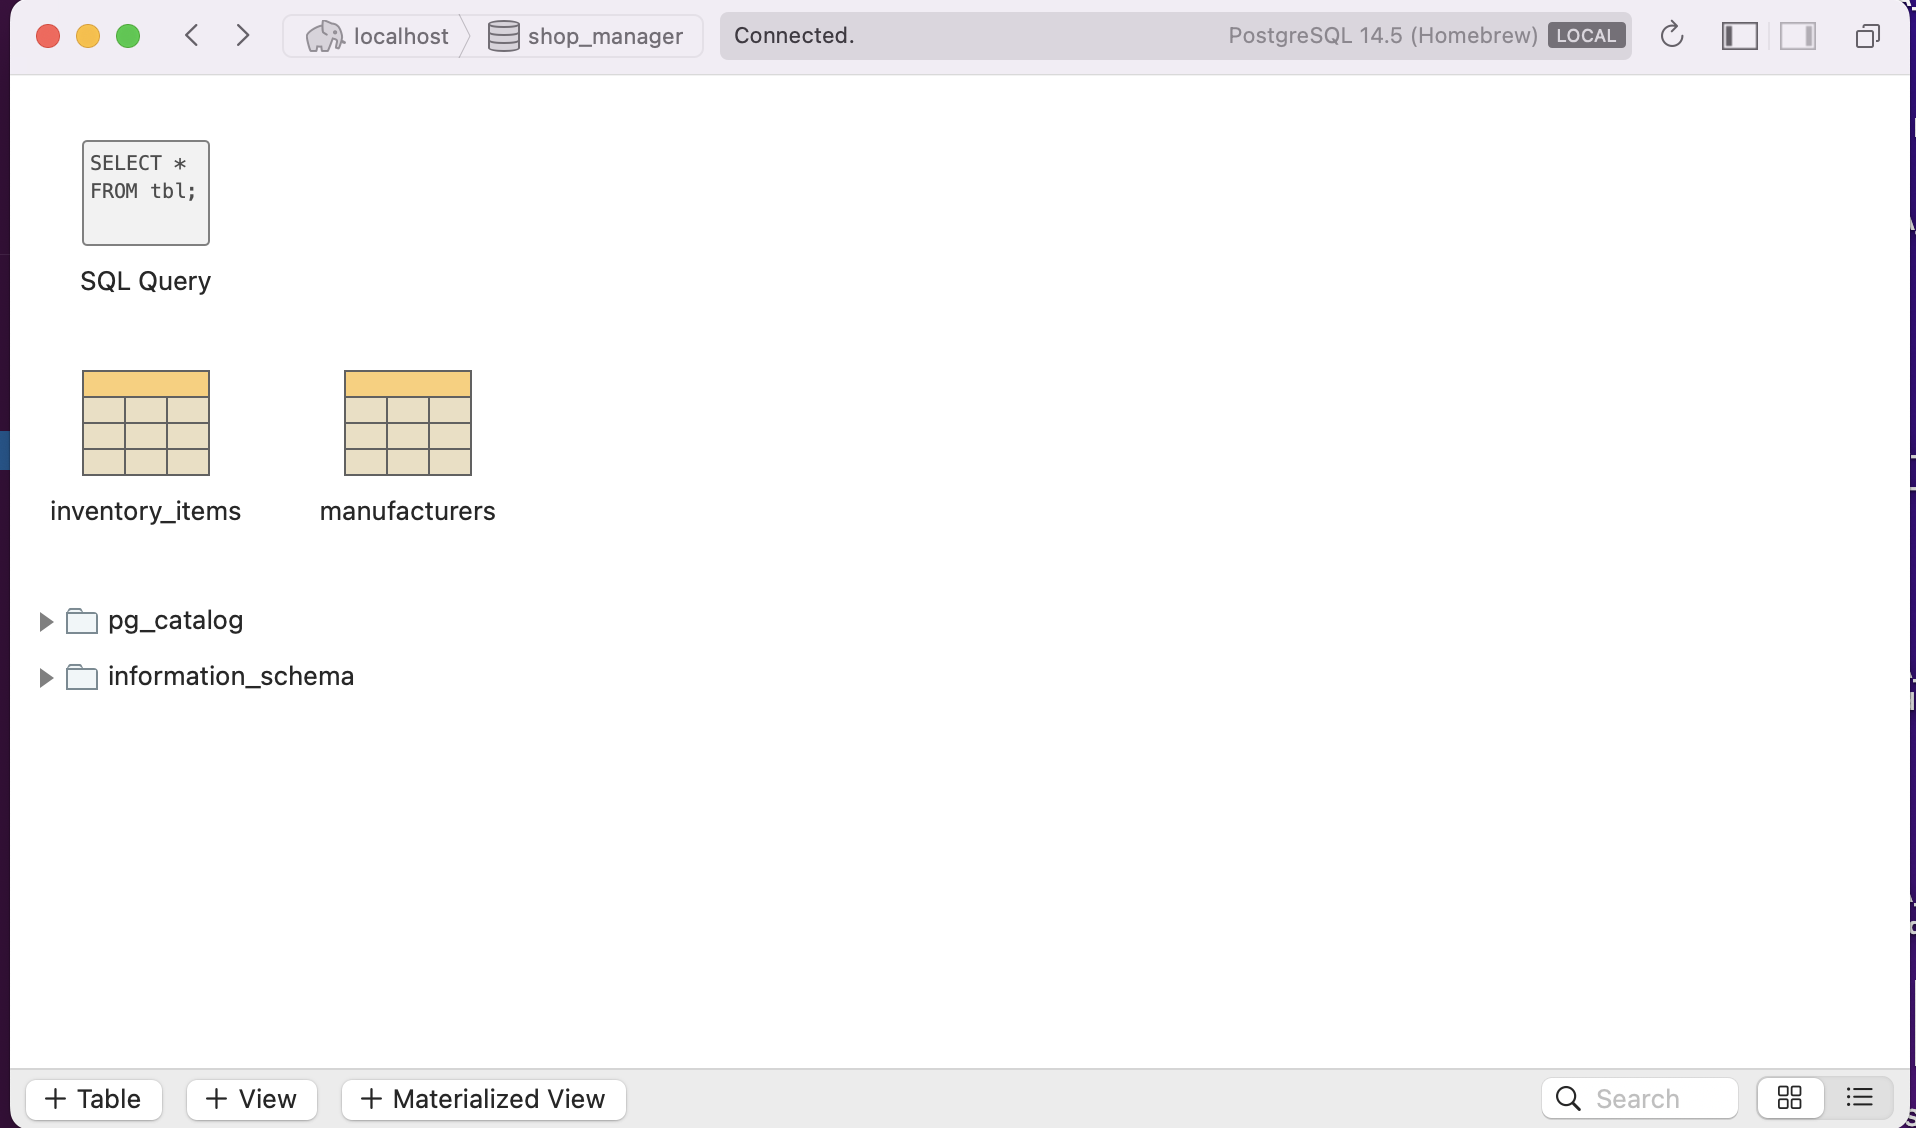 localhost
shop_manager
Connected.
PostgreSQL 14.5 (Homebrew)
LOCAL
SELECT *
FROM tbl;
SQL Query
inventory_items
manufacturers
pg_catalog
information_schema
+ Table
+ View
+ Materialized View
Search